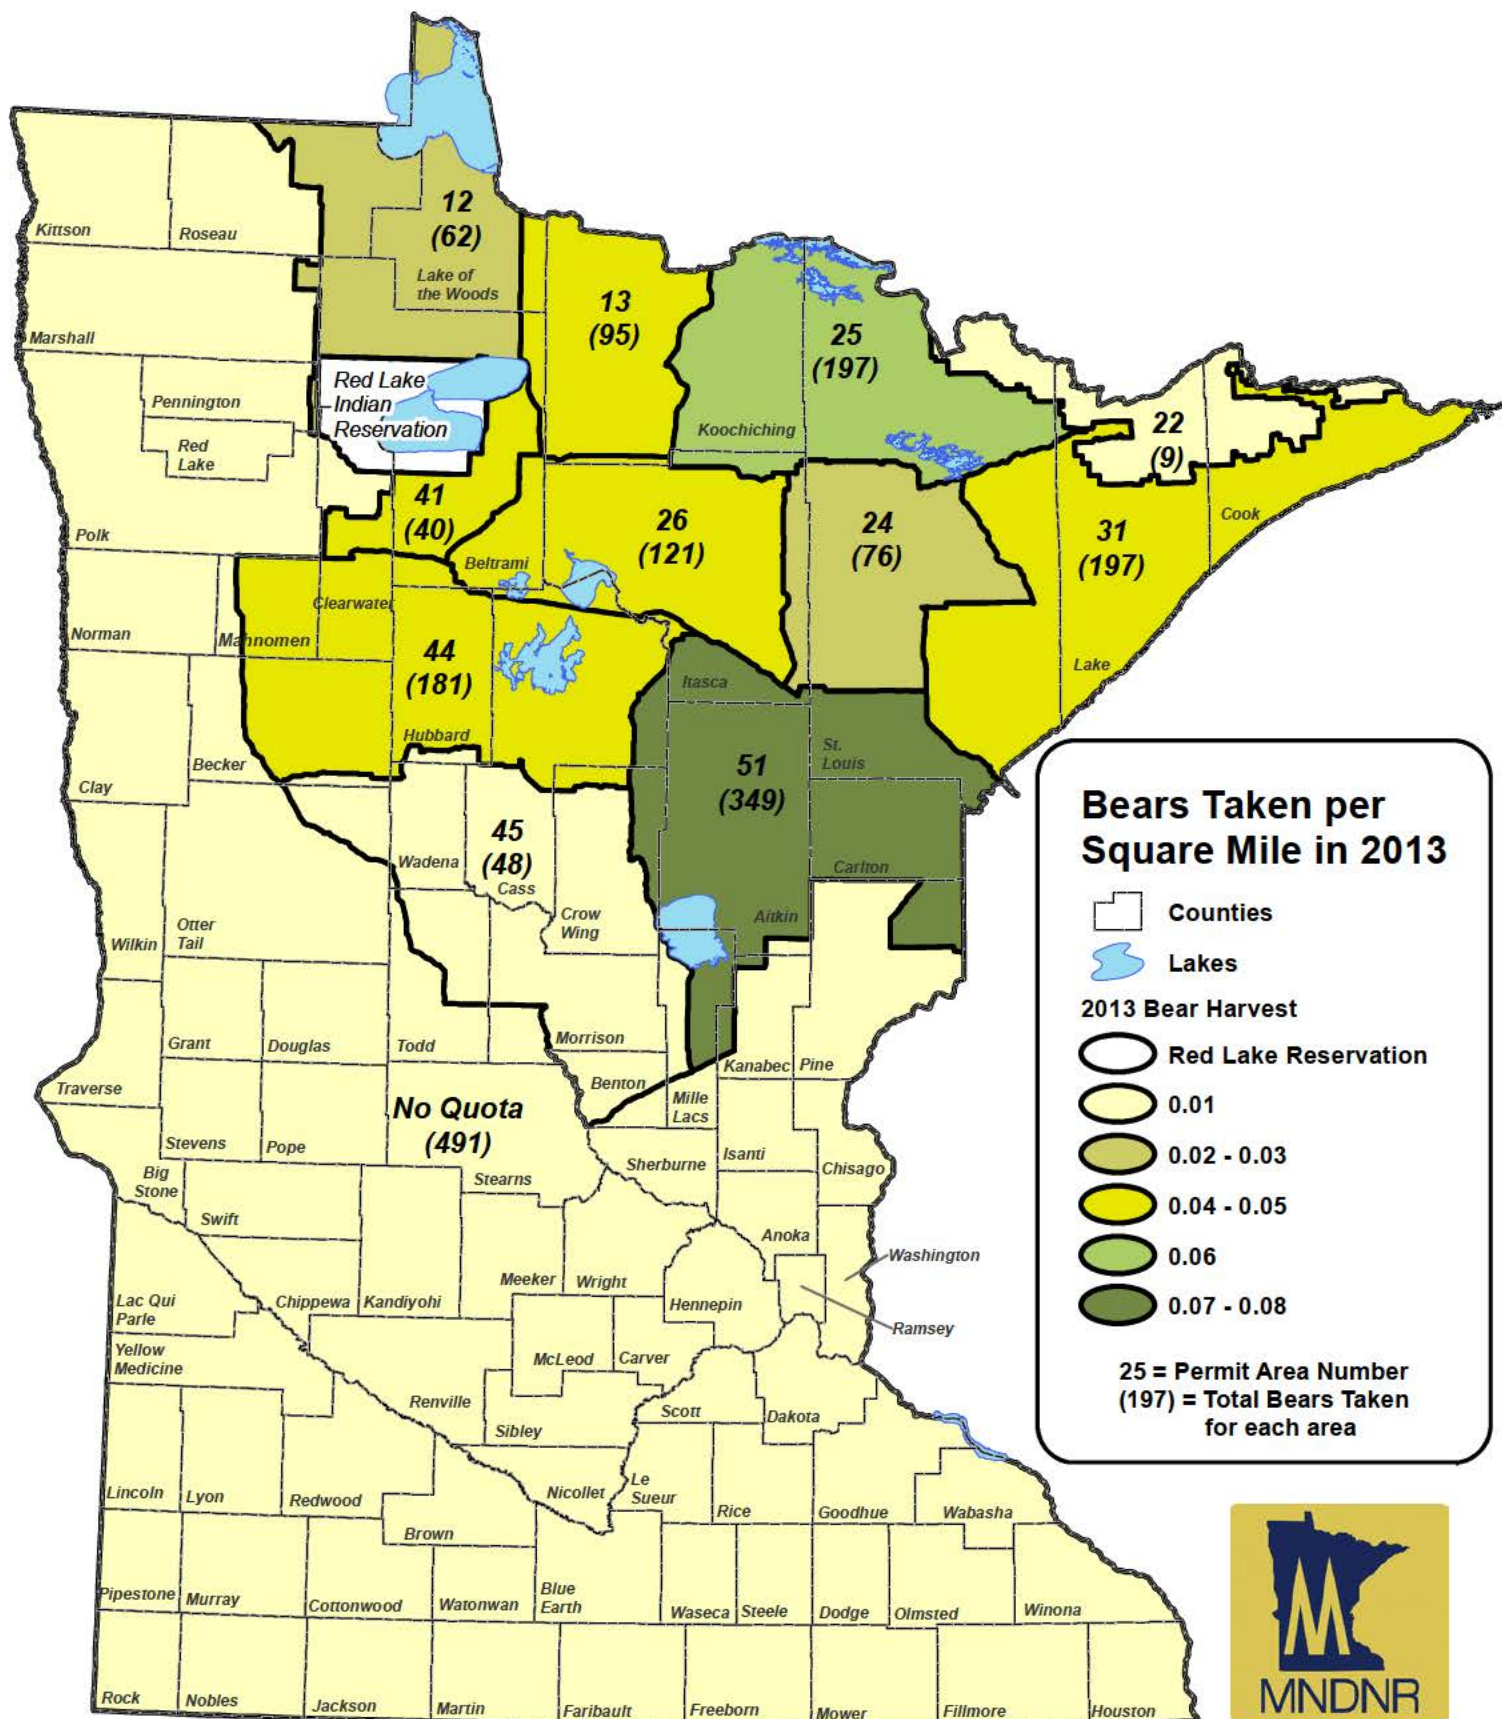 12
(62)
Kittson
Roseau
Lake of
the Woods
13
(95)
25
(197)
Marshall
Red Lake
Indian
Reservation
Pennington
Red
Lake
Koochiching
22
(9)
41
(40)
26
(121)
24
(76)
31
(197)
Cook
Polk
Beltrami
Clearwater
Norman
Mahnomen
44
(181)
Lake
Itasca
Hubbard
St.
Louis
Becker
Clay
51
(349)
45
(48)
Wadena
Cass
Carlton
Crow
Wing
Aitkin
Otter
Tail
Wilkin
Grant
Douglas
Todd
Morrison
Kanabec
Pine
Traverse
Benton
Mille
Lacs
No Quota
(491)
Stevens
Pope
Big
Stone
Stearns
Sherburne
Isanti
Chisago
Swift
Anoka
Washington
Meeker
Wright
Lac Qui
Parle
Chippewa
Kandiyohi
Hennepin
Ramsey
Yellow
Medicine
McLeod
Carver
Renville
Scott
Dakota
Sibley
Lincoln
Lyon
Redwood
Nicollet
Le
Sueur
Rice
Goodhue
Wabasha
Brown
Pipestone
Murray
Cottonwood
Watonwan
Blue
Earth
Waseca
Steele
Dodge
Olmsted
Winona
Rock
Nobles
Jackson
Martin
Faribault
Freeborn
Mower
Fillmore
Houston
Bears Taken per
Square Mile in 2013
Counties
Lakes
2013 Bear Harvest
Red Lake Reservation
0.01
0.02 - 0.03
0.04 - 0.05
0.06
0.07 - 0.08
25 = Permit Area Number
(197) = Total Bears Taken
for each area
M
MNDNR